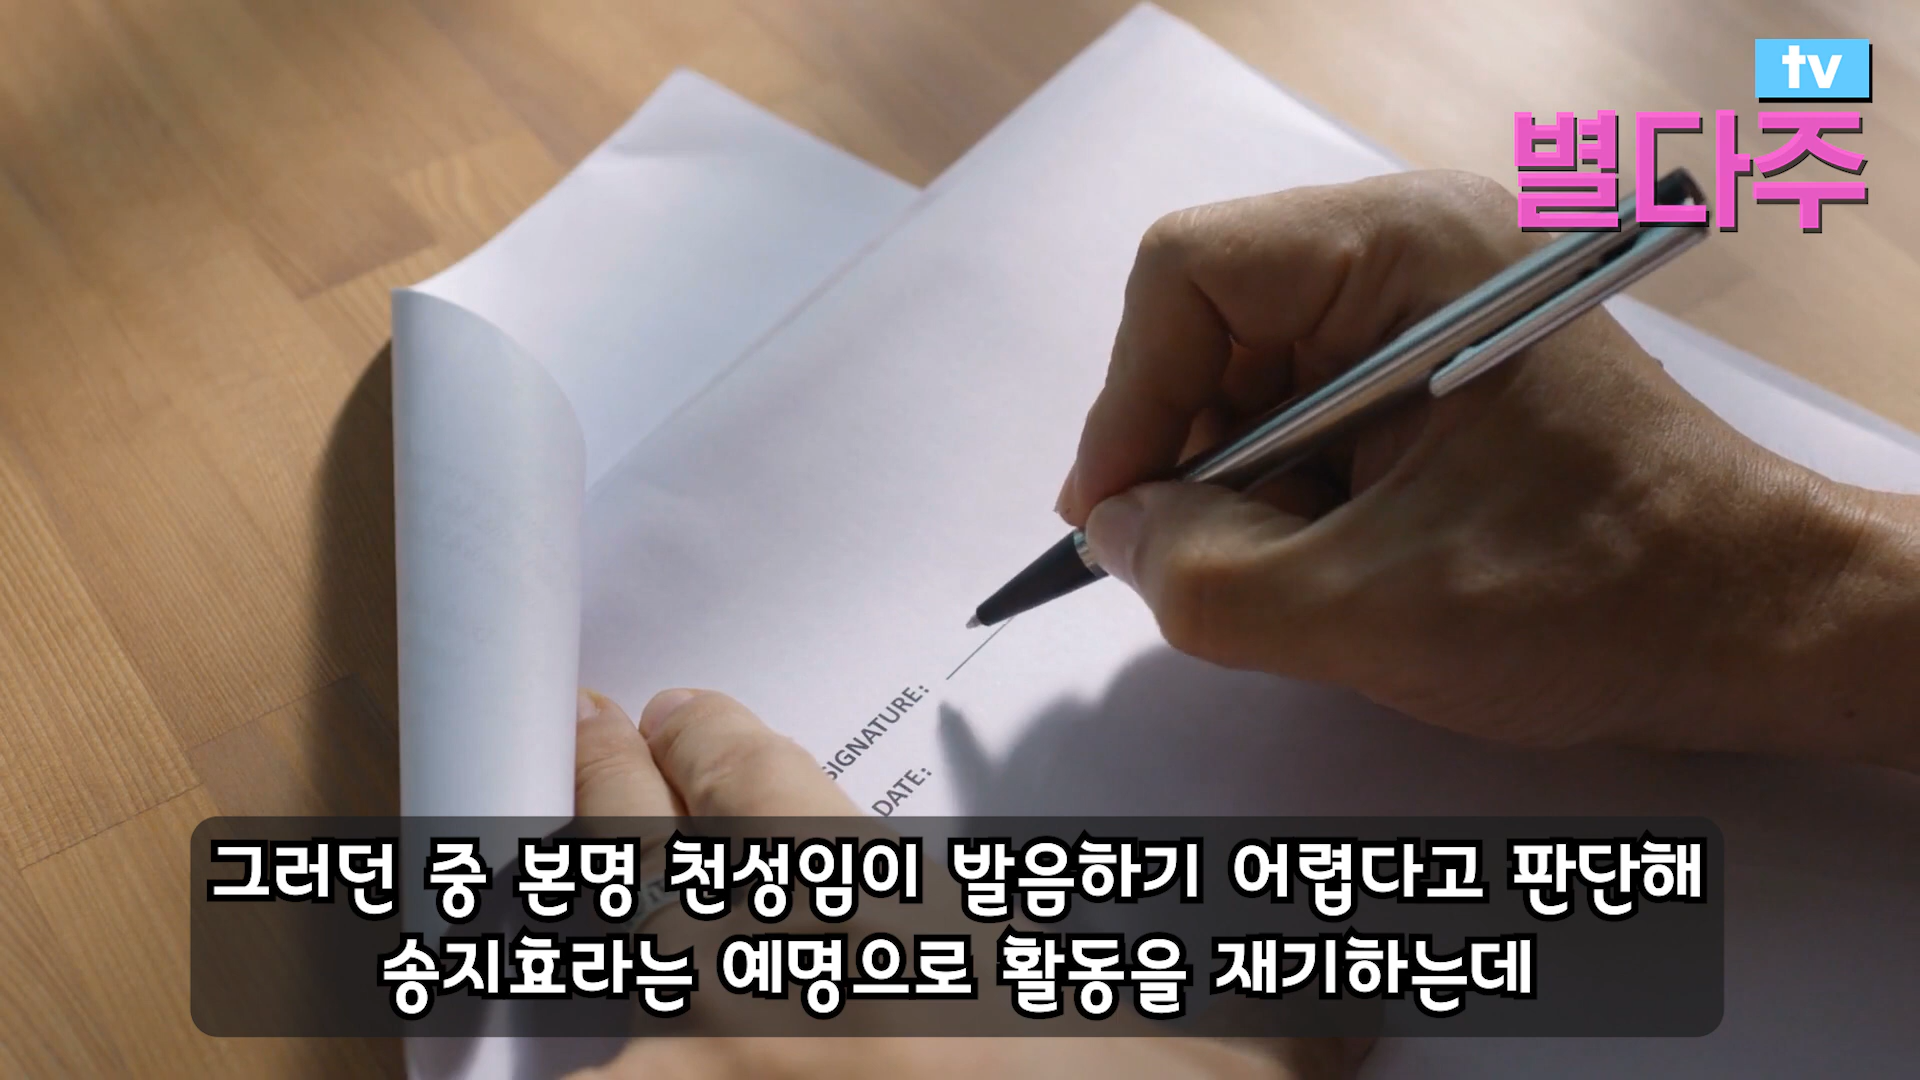 tv
별다주
SIGNATURE:
DATE:
그러던 중 본명 천성임이 발음하기 어렵다고 판단해
송지효라는 예명으로 활동을 재기하는데